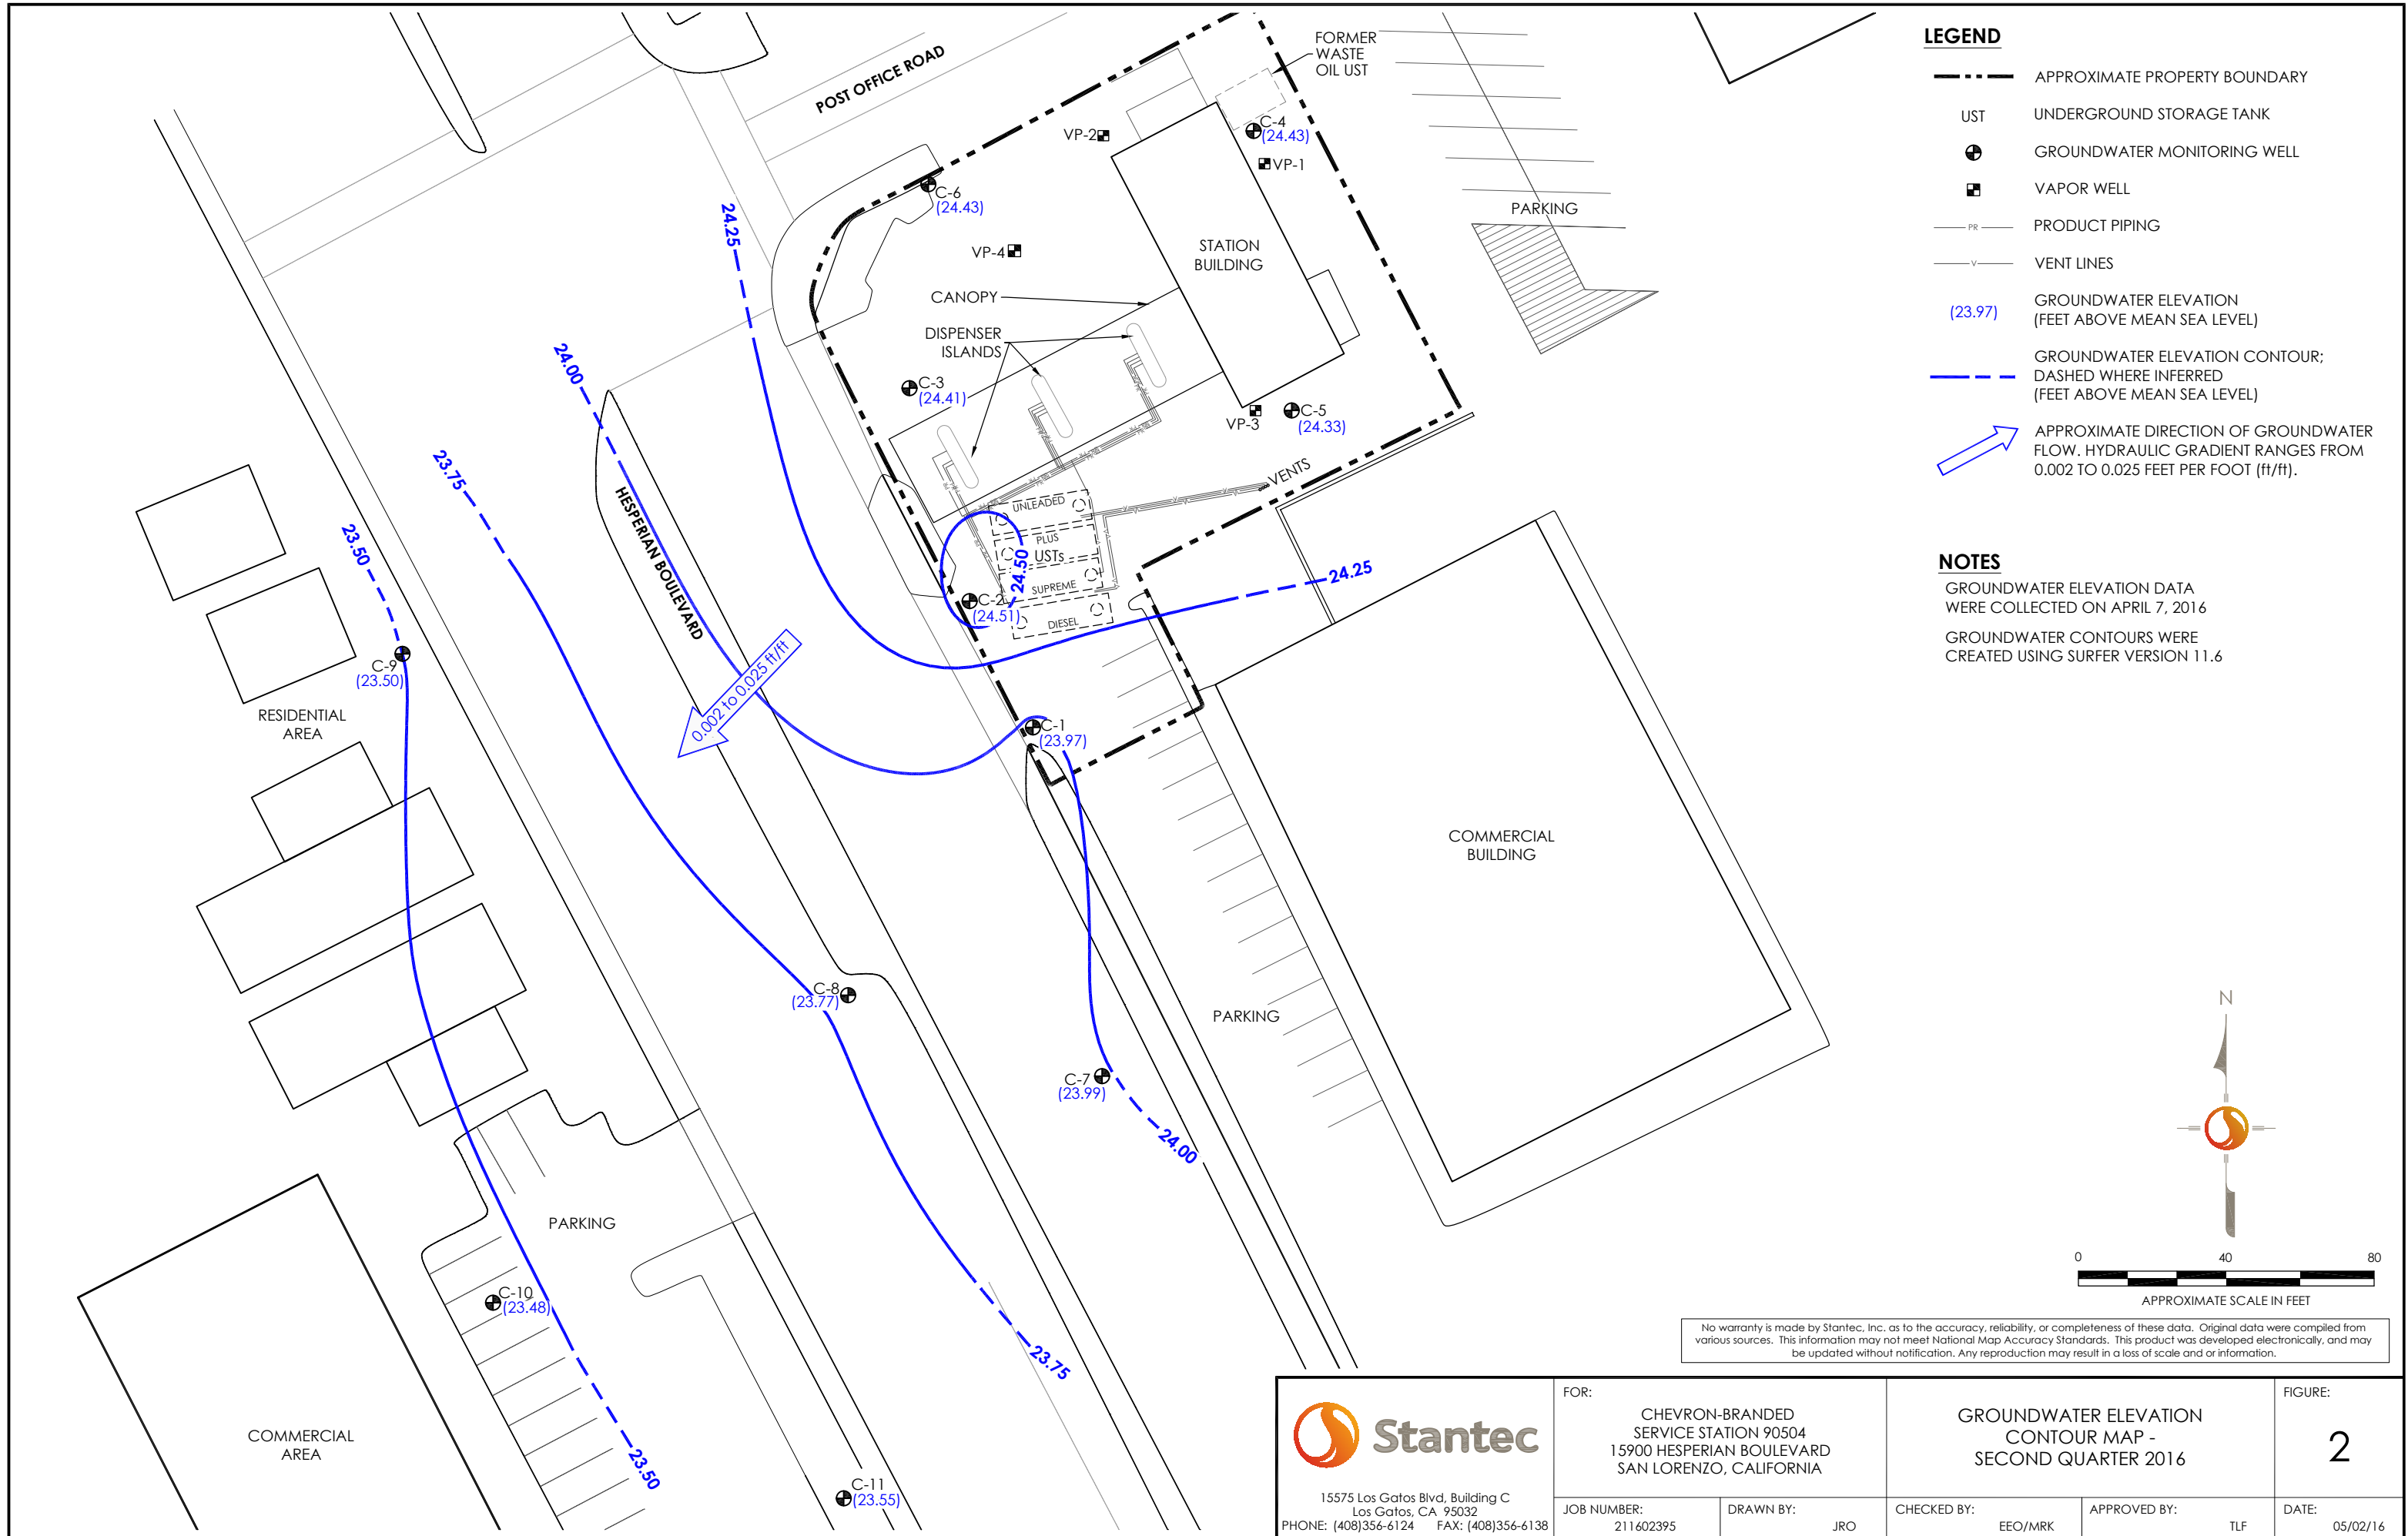 POST OFFICE ROAD
FORMER
WASTE
OIL UST
VP-2
C-4
(24.43)
VP-1
C-6
(24.43)
24.25
VP-4
STATION
BUILDING
PARKING
CANOPY
DISPENSER
ISLANDS
24.00
C-3
(24.41)
VP-3
C-5
(24.33)
23.75
HESPERIAN BOULEVARD
VENTS
UNLEADED
PLUS
USTs
SUPREME
DIESEL
24.50
23.50
24.25
C-2
(24.51)
C-9
(23.50)
RESIDENTIAL
AREA
0.002 to 0.025 ft/ft
C-1
(23.97)
COMMERCIAL
BUILDING
C-8
(23.77)
PARKING
C-7
(23.99)
24.00
PARKING
C-10
(23.48)
23.75
COMMERCIAL
AREA
23.50
C-11
(23.55)
LEGEND
APPROXIMATE PROPERTY BOUNDARY
UST UNDERGROUND STORAGE TANK
GROUNDWATER MONITORING WELL
VAPOR WELL
PR PRODUCT PIPING
V VENT LINES
(23.97) GROUNDWATER ELEVATION
(FEET ABOVE MEAN SEA LEVEL)
GROUNDWATER ELEVATION CONTOUR;
DASHED WHERE INFERRED
(FEET ABOVE MEAN SEA LEVEL)
APPROXIMATE DIRECTION OF GROUNDWATER
FLOW. HYDRAULIC GRADIENT RANGES FROM
0.002 TO 0.025 FEET PER FOOT (ft/ft).
NOTES
GROUNDWATER ELEVATION DATA
WERE COLLECTED ON APRIL 7, 2016
GROUNDWATER CONTOURS WERE
CREATED USING SURFER VERSION 11.6
N
0 40 80
APPROXIMATE SCALE IN FEET
No warranty is made by Stantec, Inc. as to the accuracy, reliability, or completeness of these data. Original data were compiled from
various sources. This information may not meet National Map Accuracy Standards. This product was developed electronically, and may
be updated without notification. Any reproduction may result in a loss of scale and or information.
Stantec
15575 Los Gatos Blvd, Building C
Los Gatos, CA 95032
PHONE: (408)356-6124 FAX: (408)356-6138
FOR:
CHEVRON-BRANDED
SERVICE STATION 90504
15900 HESPERIAN BOULEVARD
SAN LORENZO, CALIFORNIA
GROUNDWATER ELEVATION
CONTOUR MAP -
SECOND QUARTER 2016
FIGURE:
2
JOB NUMBER:
211602395
DRAWN BY:
JRO
CHECKED BY:
EEO/MRK
APPROVED BY:
TLF
DATE:
05/02/16